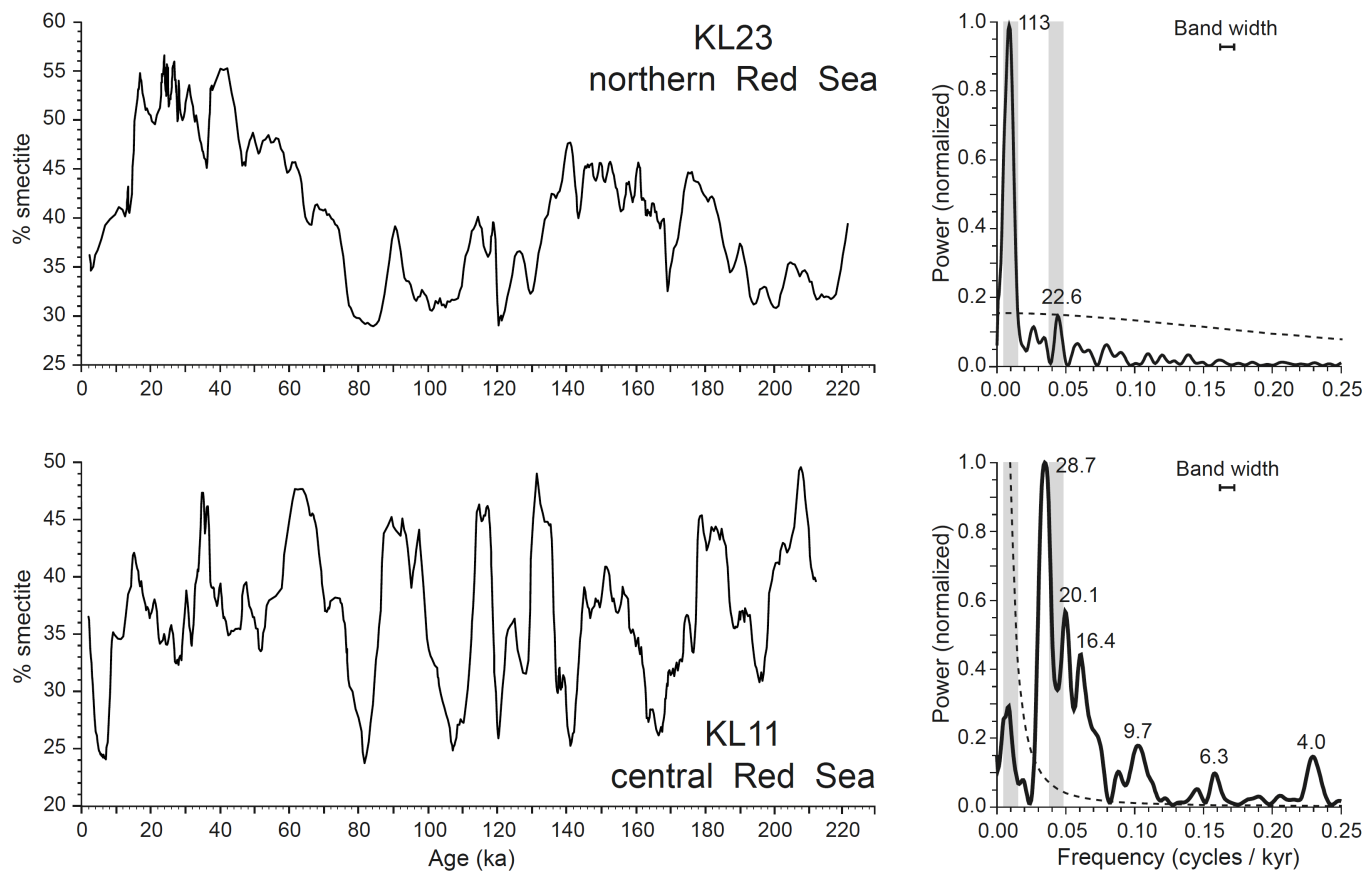 60
55
50
45
40
35
30
25
% smectite
KL23
northern Red Sea
0 20 40 60 80 100 120 140 160 180 200 220
1.0
0.8
0.6
0.4
0.2
0.0
Power (normalized)
113
Band width
22.6
0.00 0.05 0.10 0.15 0.20 0.25
50
45
40
35
30
25
20
% smectite
KL11
central Red Sea
0 20 40 60 80 100 120 140 160 180 200 220
Age (ka)
1.0
0.8
0.6
0.4
0.2
0.0
Power (normalized)
28.7
Band width
20.1
16.4
9.7
6.3
4.0
0.00 0.05 0.10 0.15 0.20 0.25
Frequency (cycles / kyr)